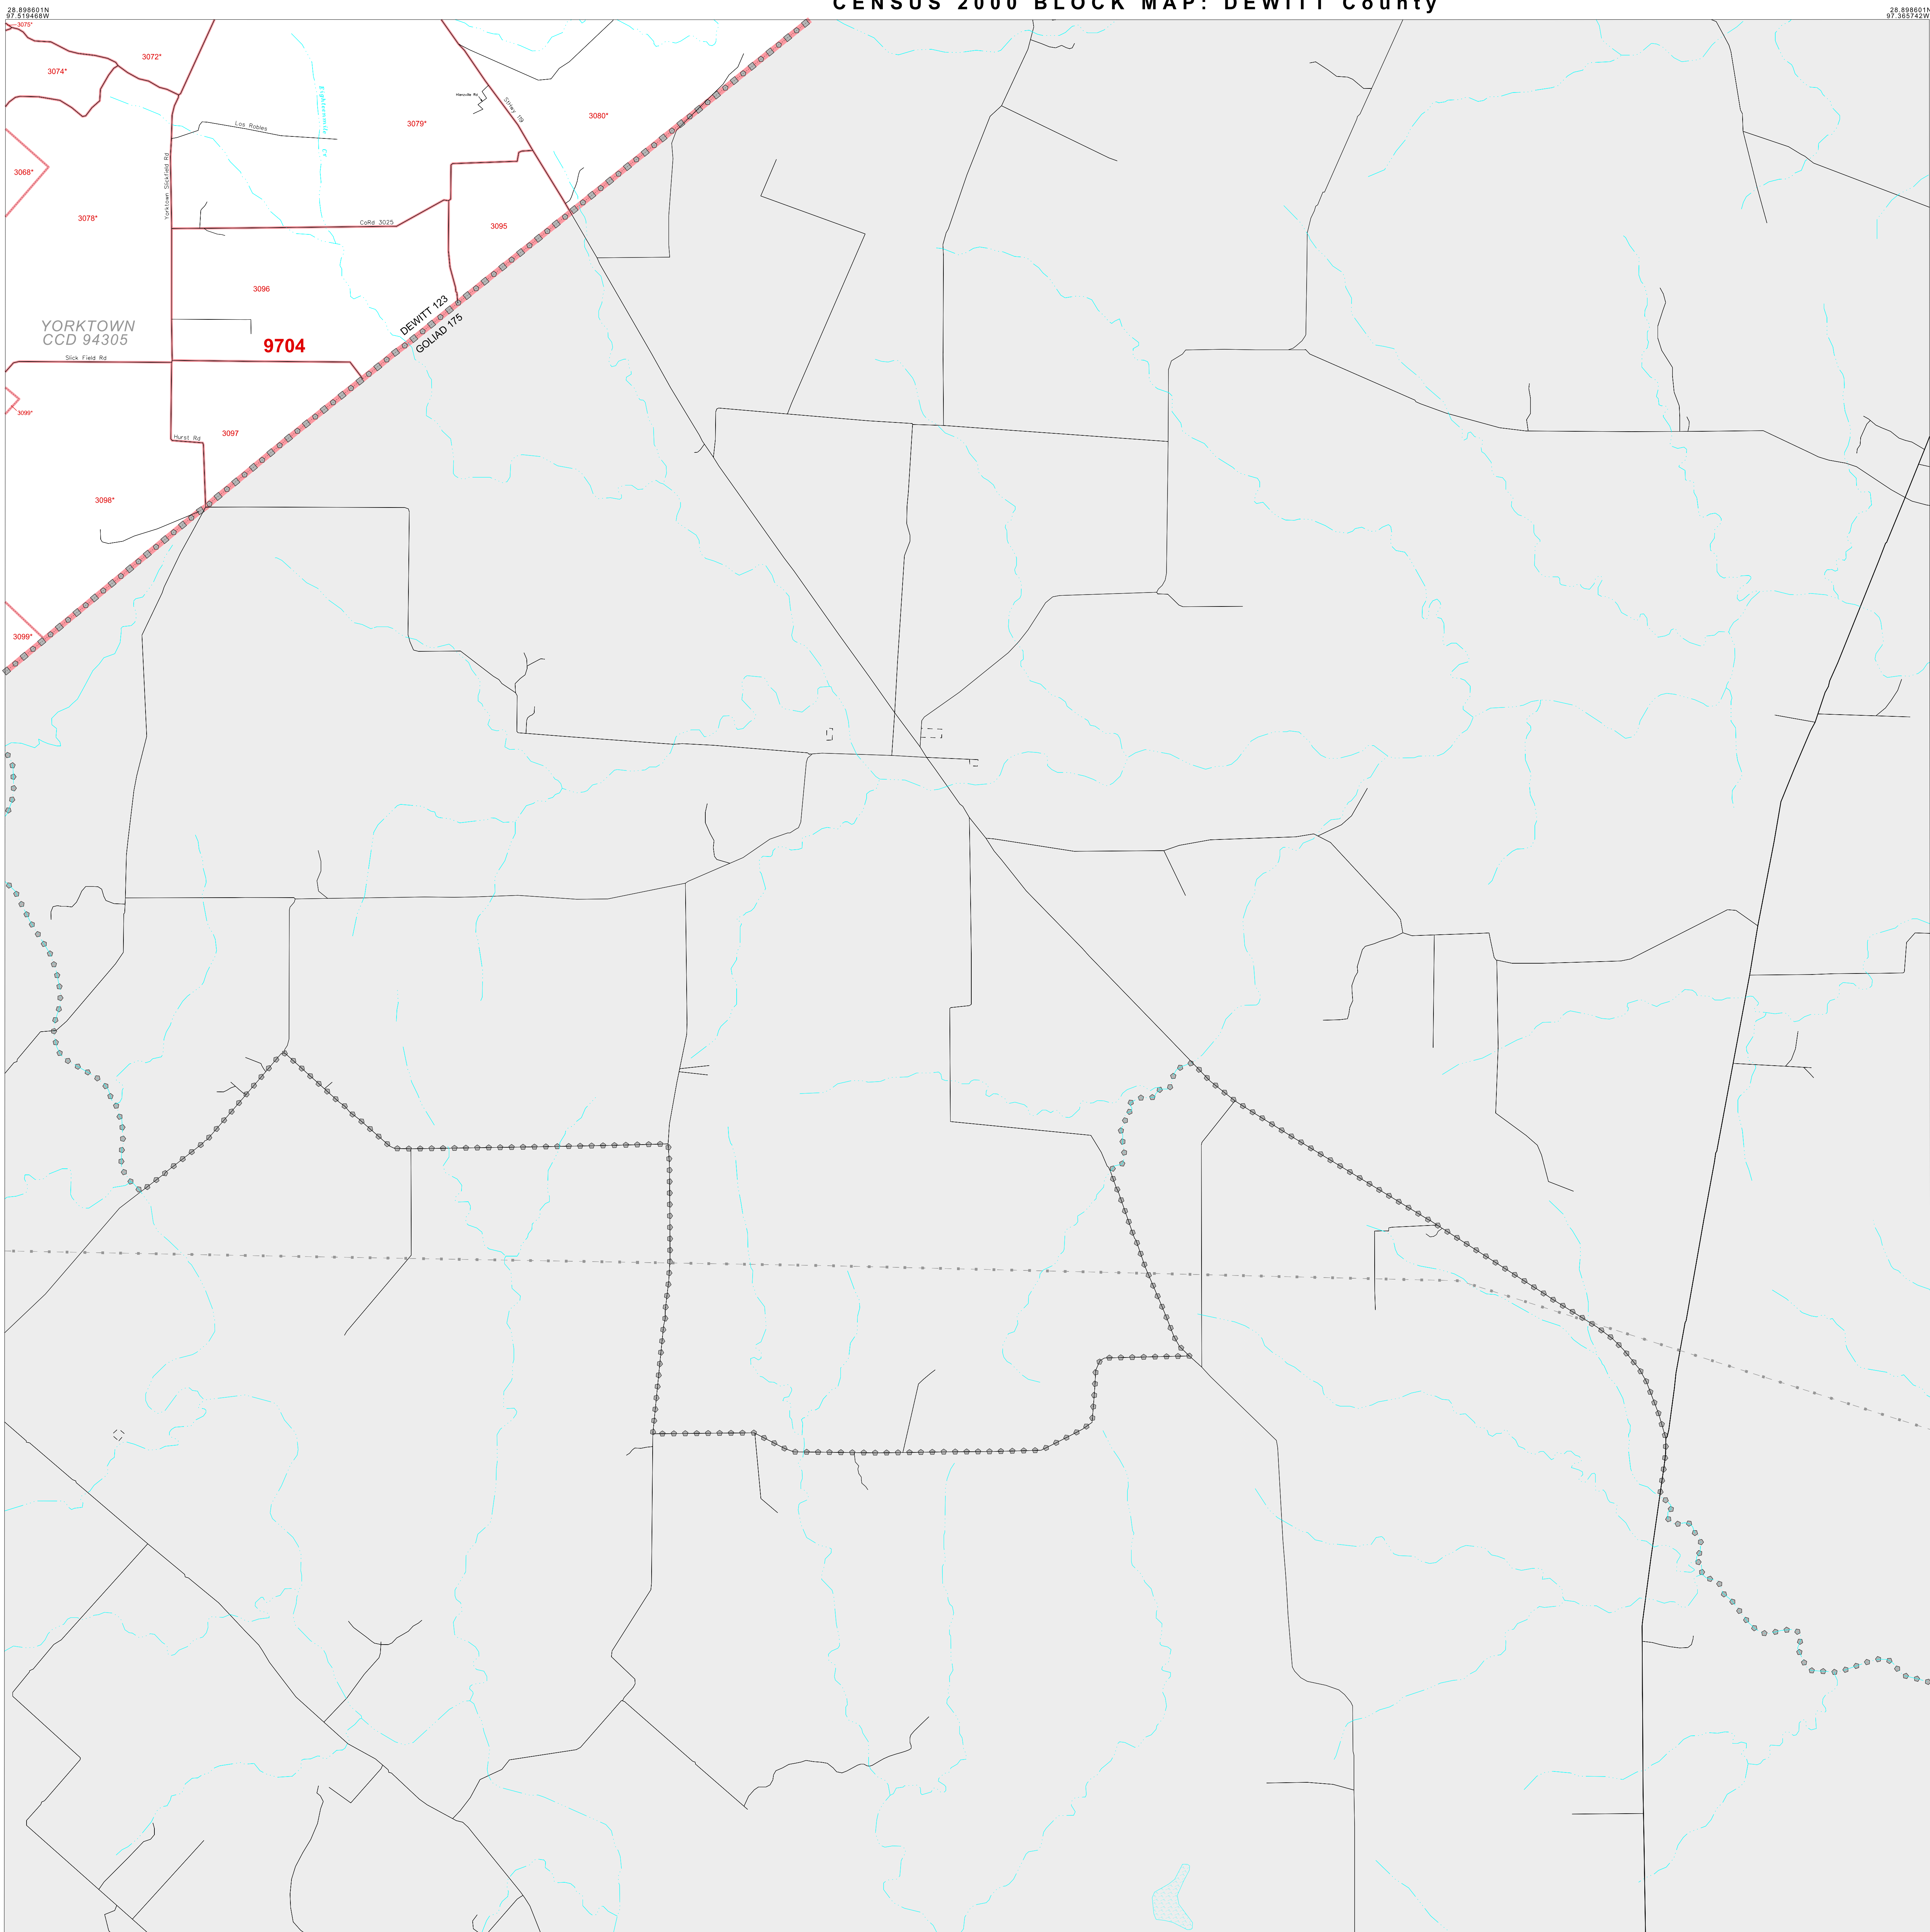 CENSUS 2000 BLOCK MAP: DEWITT County
28.898601N
97.519468W
28.898601N
97.365742W
3075*
3074*
3072*
3079*
Sthwy 119
3080*
Los Robles
3068*
Yorktown Slickfield Rd
3078*
CoRd 3025
3095
3096
DEWITT 123
GOLIAD 175
YORKTOWN
CCD 94305
9704
Slick Field Rd
3099*
Hurst Rd
3097
3098*
3099*